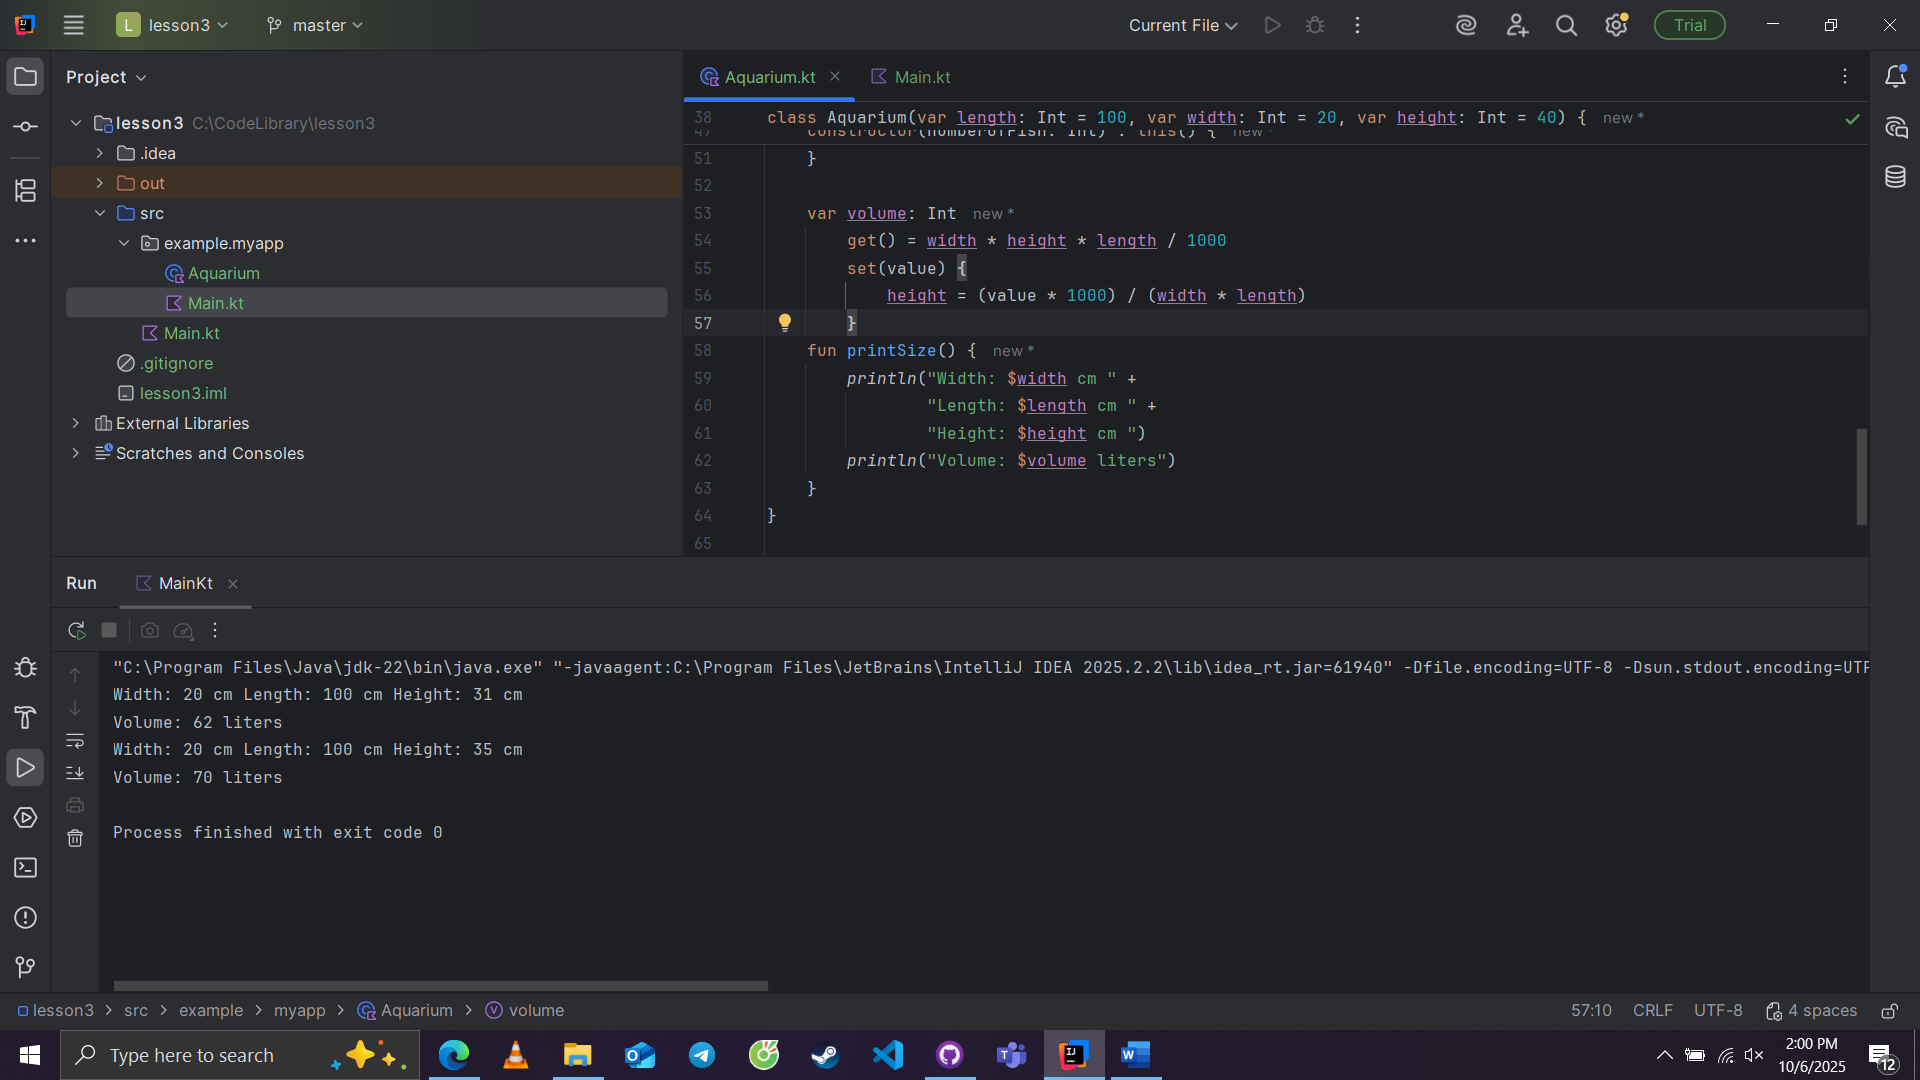 L lesson3 master Current File Trial
Project
lesson3 C:\CodeLibrary\lesson3
.idea
out
src
example.myapp
Aquarium
Main.kt
Main.kt
.gitignore
lesson3.iml
External Libraries
Scratches and Consoles
Aquarium.kt Main.kt
38 class Aquarium(var length: Int = 100, var width: Int = 20, var height: Int = 40) { new *
47 constructor(numberOfFish: Int) : this() { new *
51 }
52
53 var volume: Int new *
54 get() = width * height * length / 1000
55 set(value) {
56 height = (value * 1000) / (width * length)
57 }
58 fun printSize() { new *
59 println("Width: $width cm " +
60 "Length: $length cm " +
61 "Height: $height cm ")
62 println("Volume: $volume liters")
63 }
64 }
65
Run MainKt
"C:\Program Files\Java\jdk-22\bin\java.exe" "-javaagent:C:\Program Files\JetBrains\IntelliJ IDEA 2025.2.2\lib\idea_rt.jar=61940" -Dfile.encoding=UTF-8 -Dsun.stdout.encoding=UTF
Width: 20 cm Length: 100 cm Height: 31 cm
Volume: 62 liters
Width: 20 cm Length: 100 cm Height: 35 cm
Volume: 70 liters
Process finished with exit code 0
lesson3 > src > example > myapp > Aquarium > volume 57:10 CRLF UTF-8 4 spaces
Type here to search
2:00 PM
10/6/2025
12